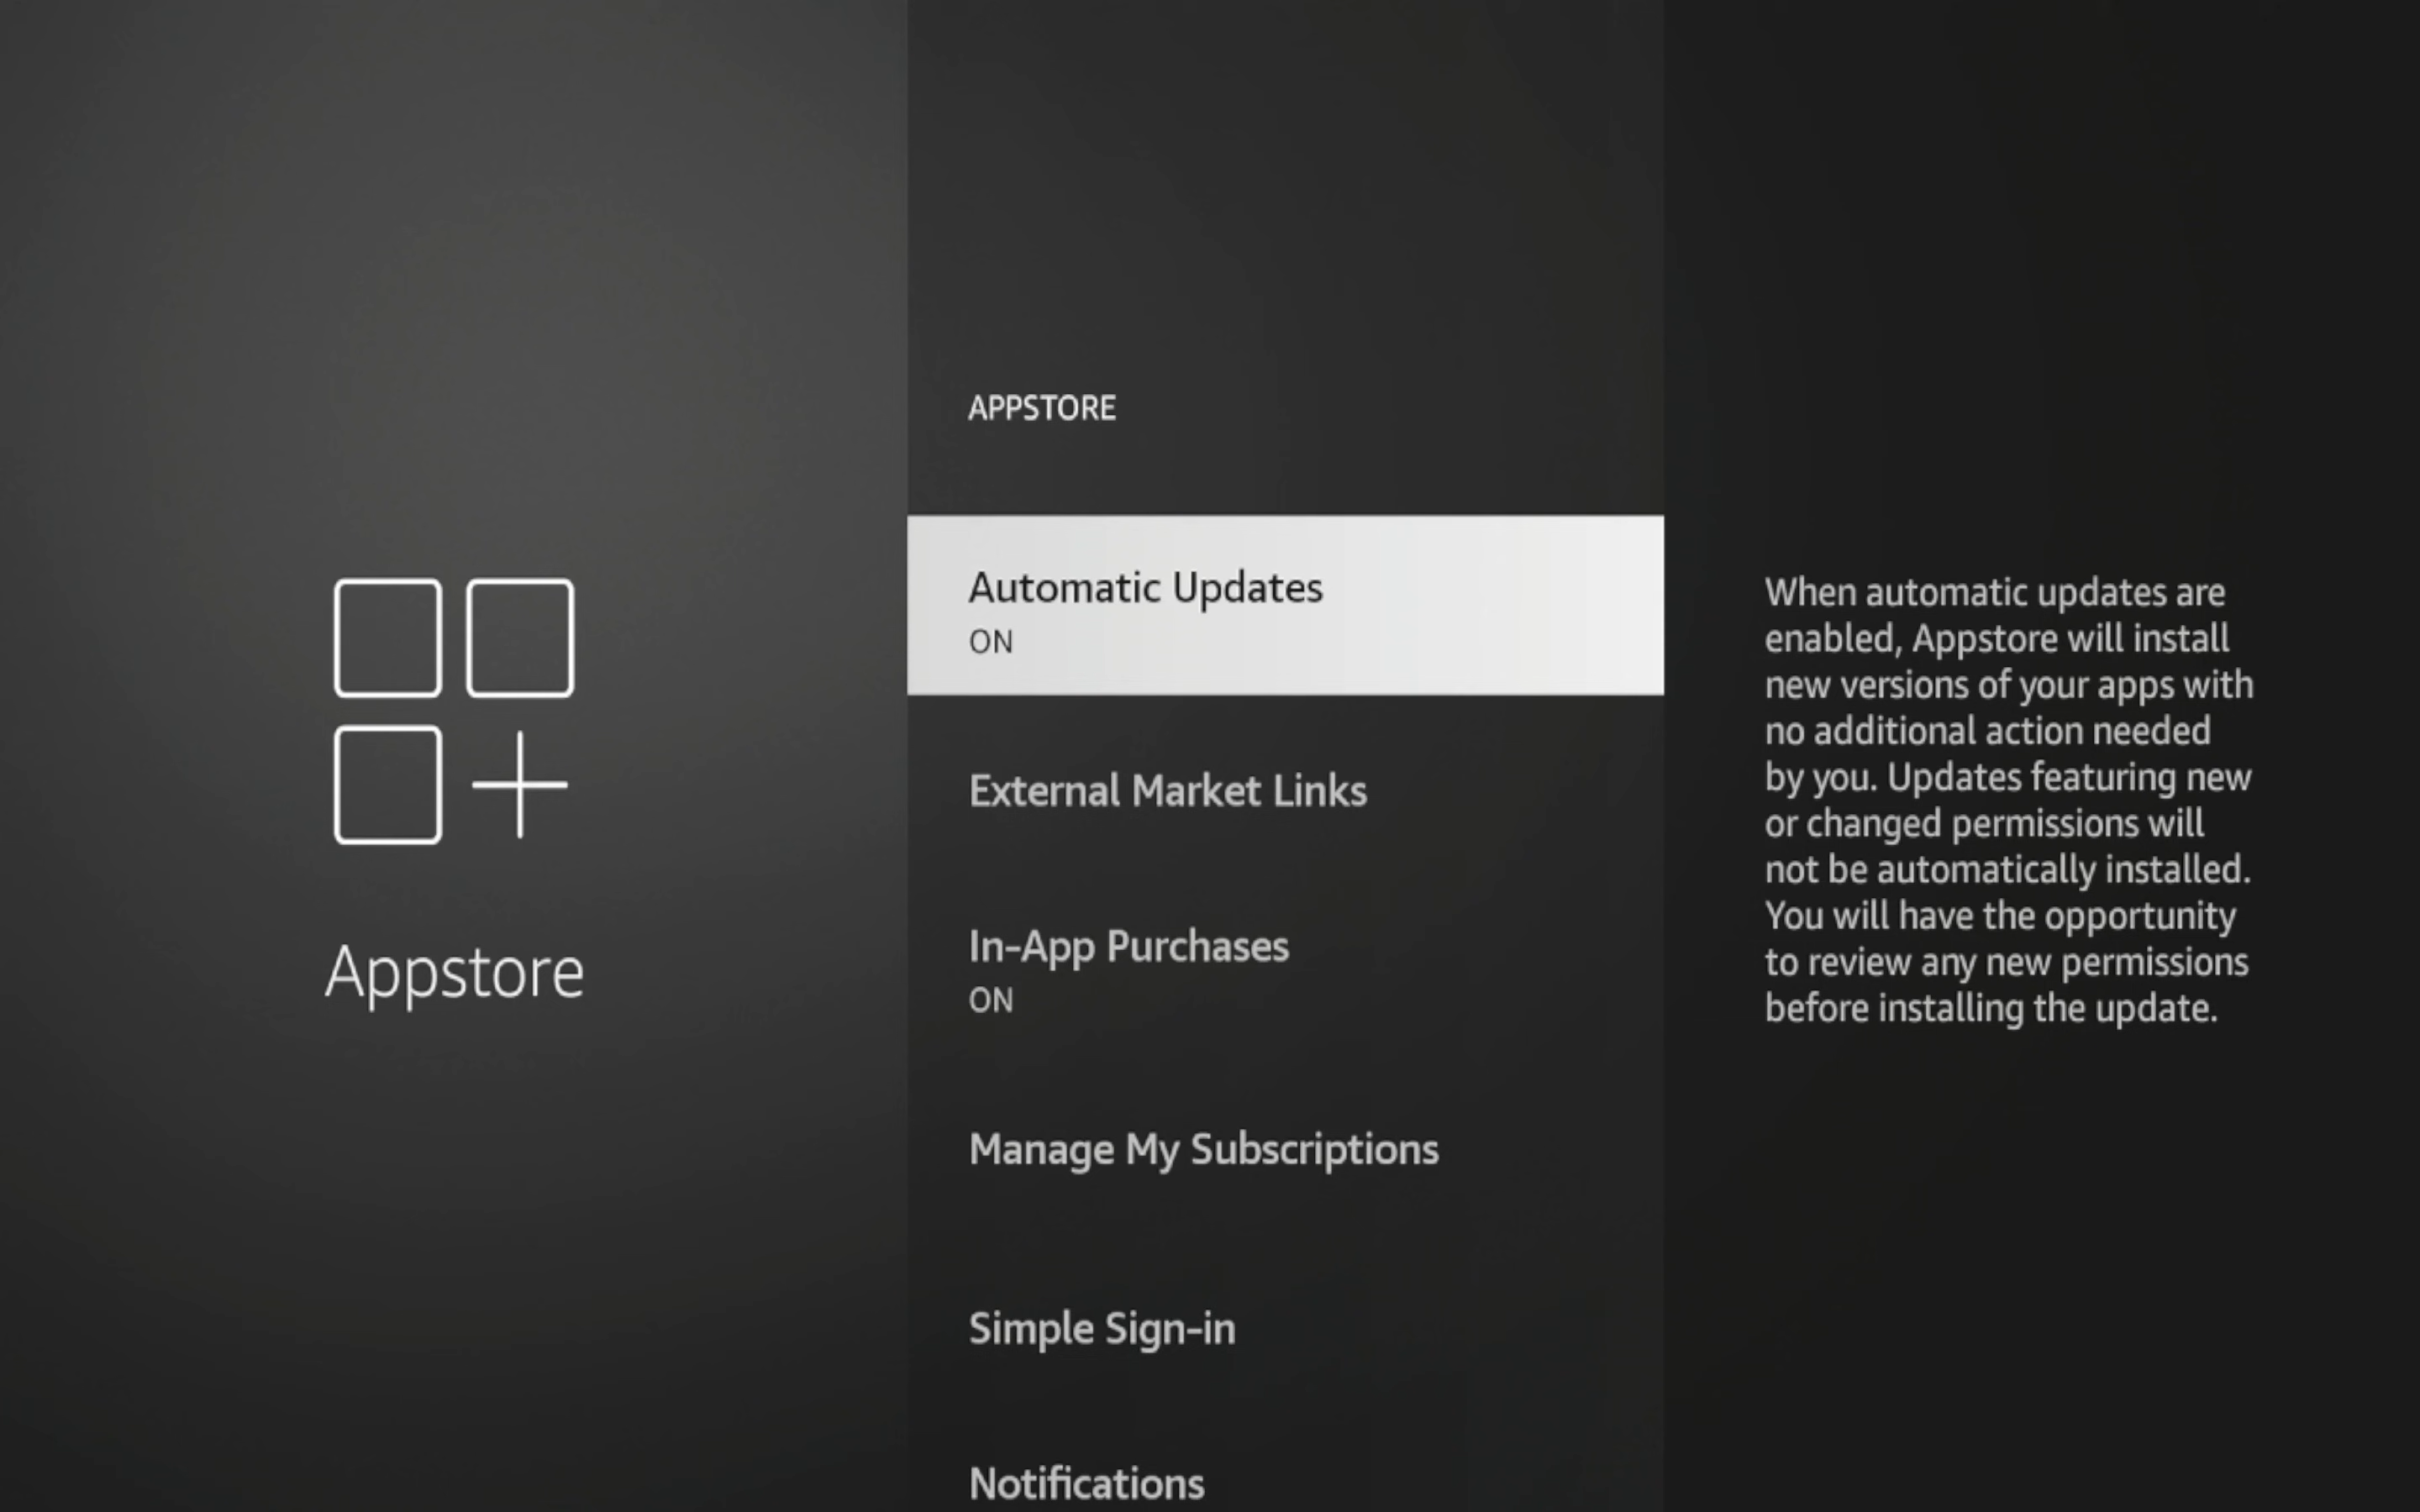 Appstore
APPSTORE
Automatic Updates
ON
External Market Links
In-App Purchases
ON
Manage My Subscriptions
Simple Sign-in
Notifications
When automatic updates are
enabled, Appstore will install
new versions of your apps with
no additional action needed
by you. Updates featuring new
or changed permissions will
not be automatically installed.
You will have the opportunity
to review any new permissions
before installing the update.